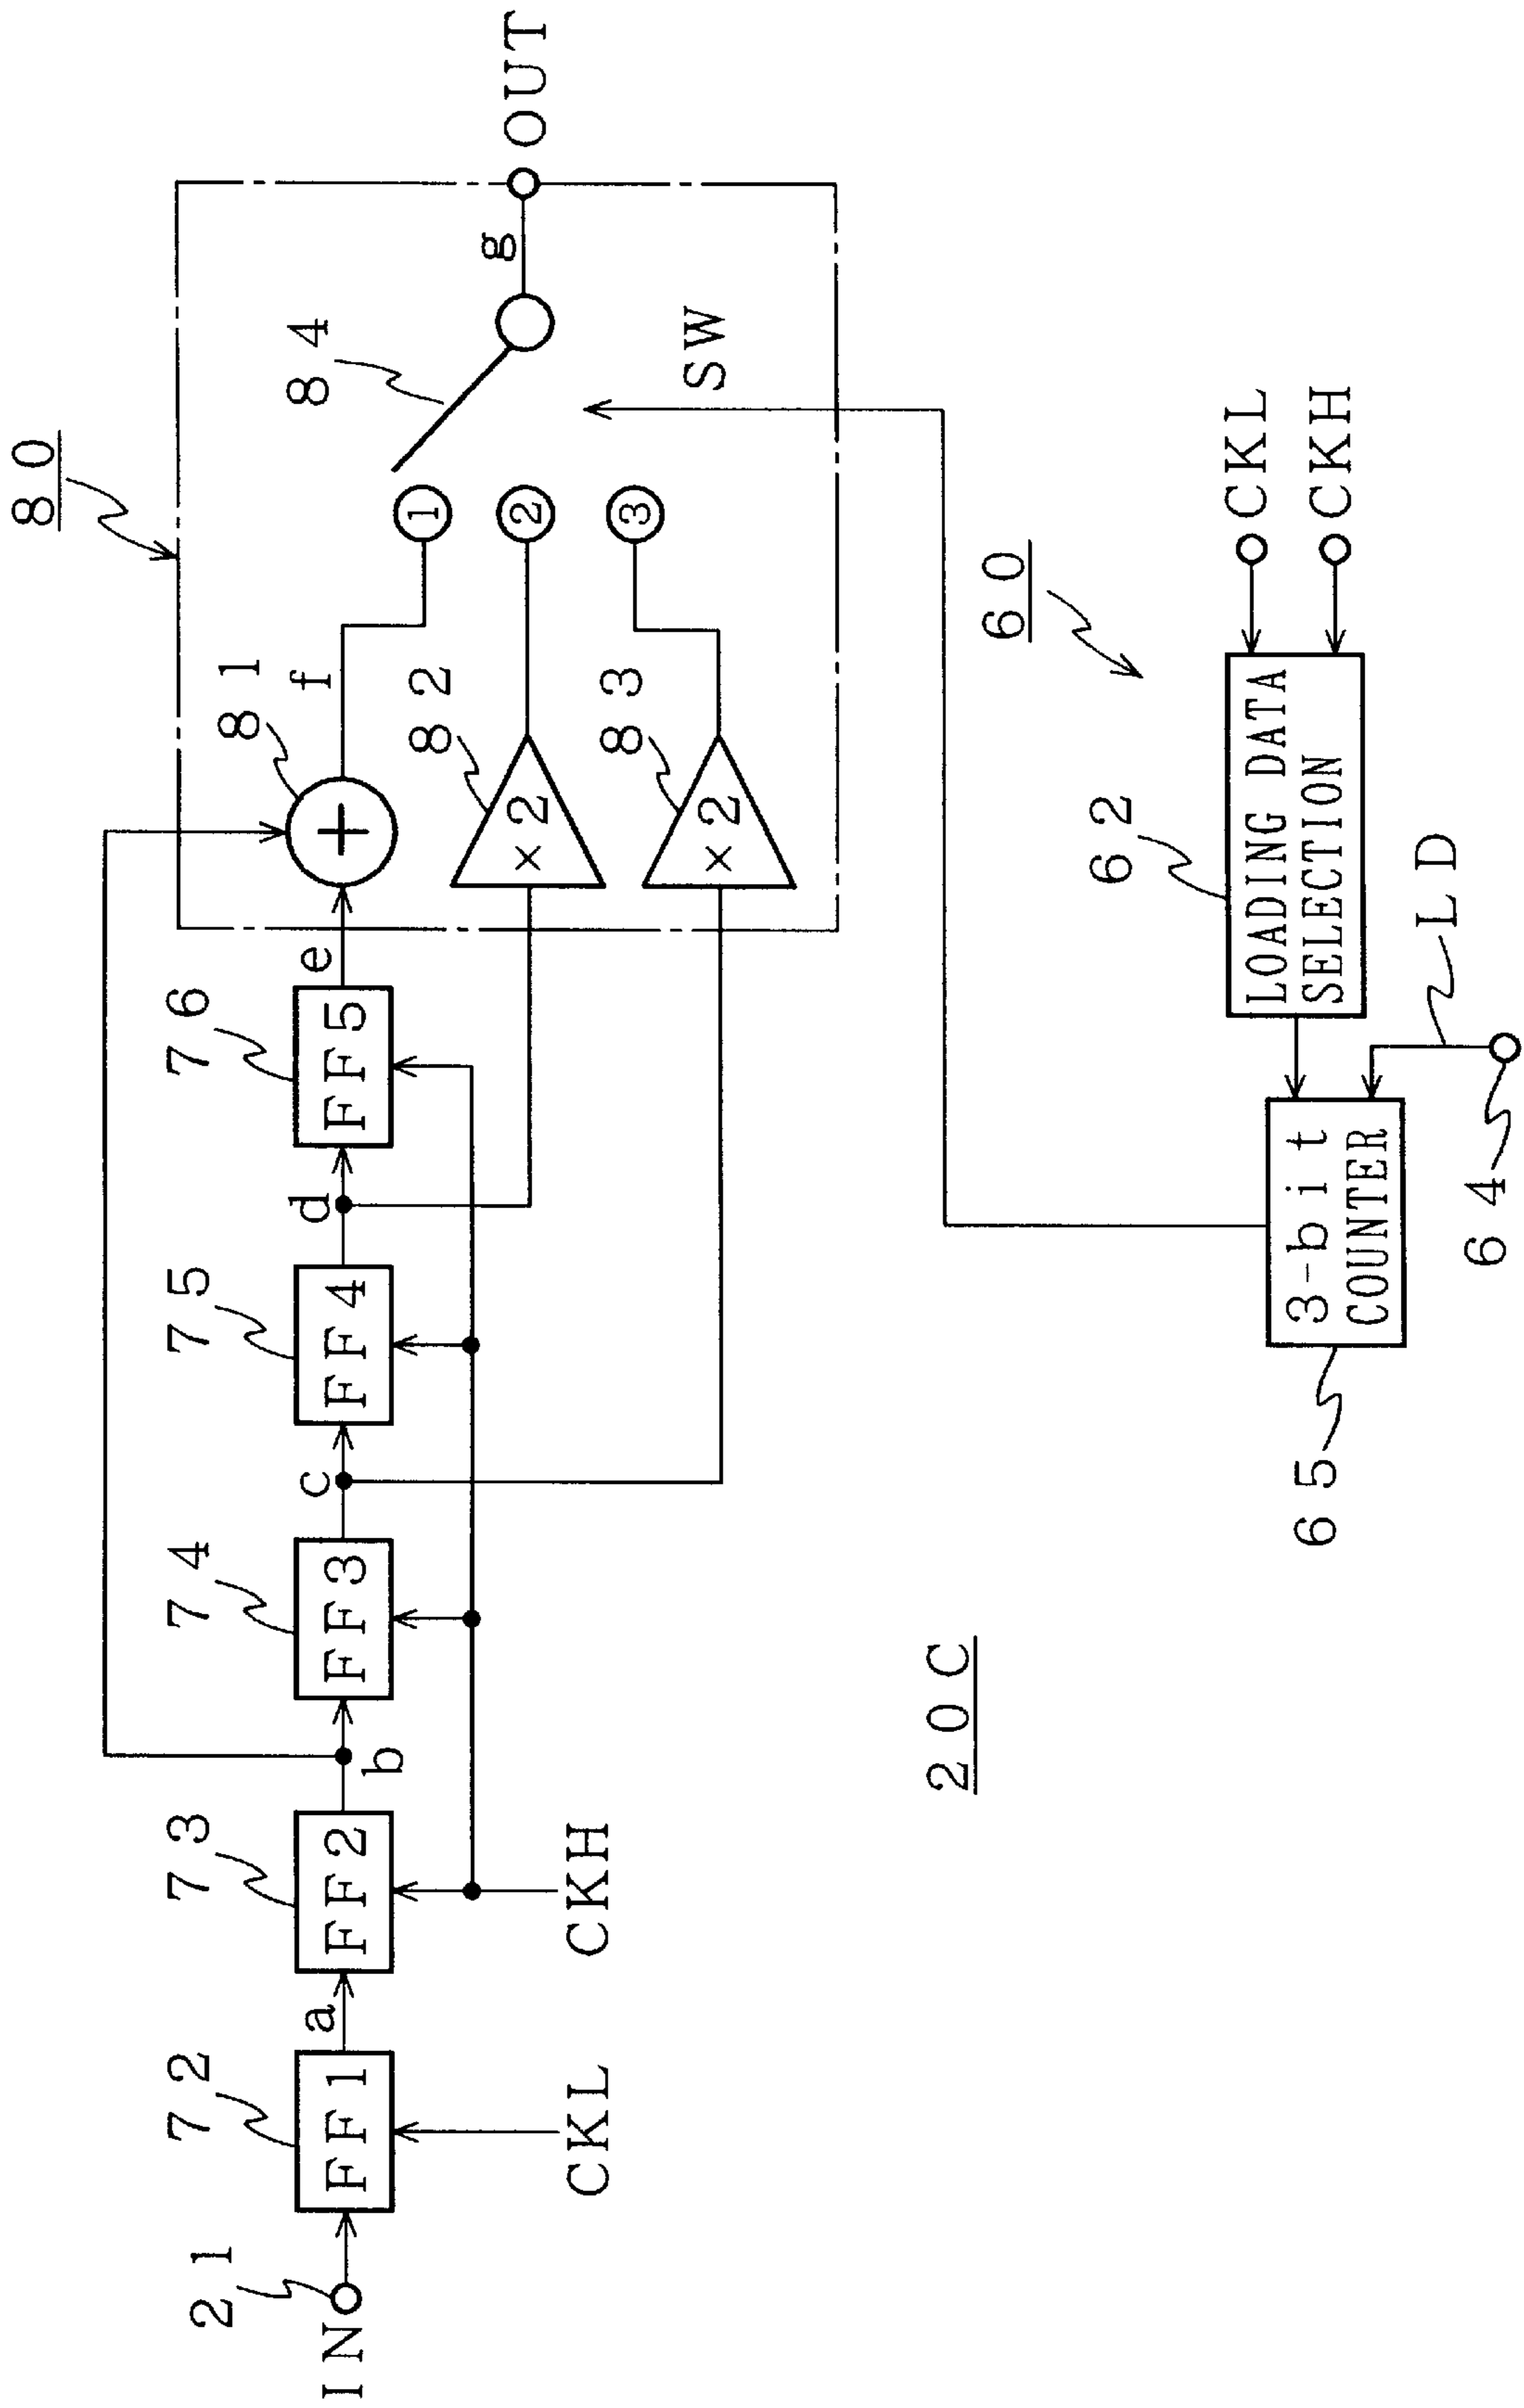 80
84
g
OUT
SW
1
2
3
f
81
82
×2
83
×2
e
76
FF5
d
75
FF4
c
74
FF3
b
73
FF2
a
72
FF1
21
IN
CKL
CKH
20C
60
CKL
CKH
62
LOADING DATA
SELECTION
LD
64
3-bit
COUNTER
65